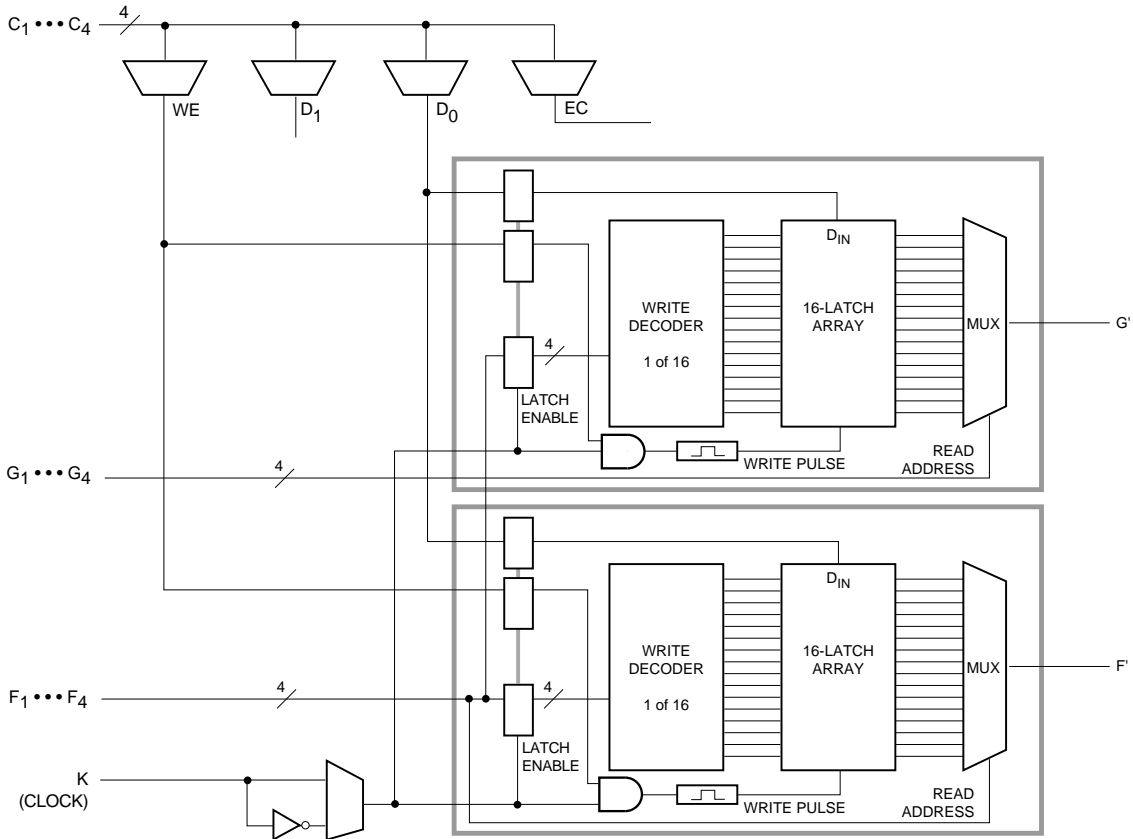 C1 ••• C4
4
WE
D1
D0
EC
DIN
WRITE
DECODER
1 of 16
16-LATCH
ARRAY
MUX
G'
4
LATCH
ENABLE
WRITE PULSE
READ
ADDRESS
G1 ••• G4
4
DIN
WRITE
DECODER
1 of 16
16-LATCH
ARRAY
MUX
F'
F1 ••• F4
4
4
LATCH
ENABLE
K
(CLOCK)
WRITE PULSE
READ
ADDRESS